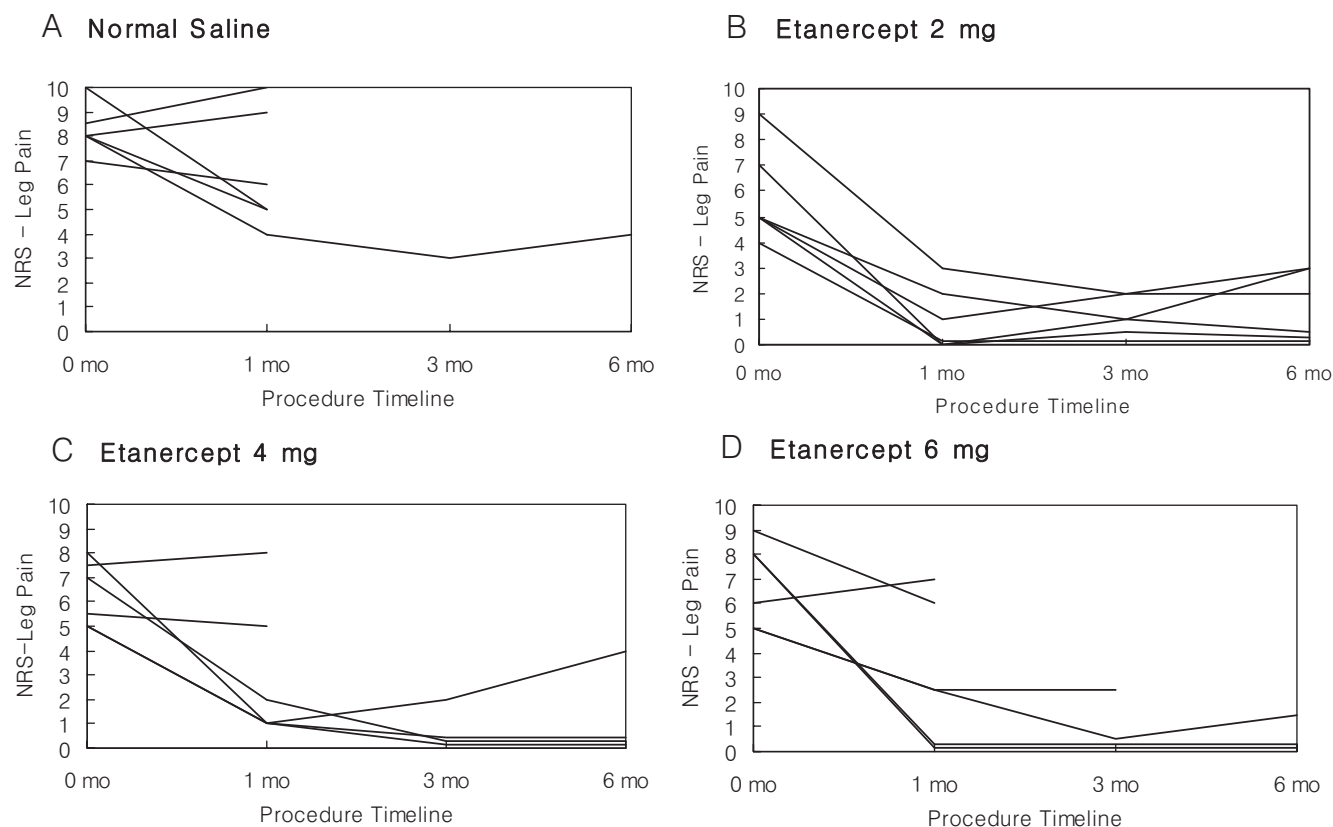 A Normal Saline
NRS - Leg Pain
10
9
8
7
6
5
4
3
2
1
0
0 mo 1 mo 3 mo 6 mo
Procedure Timeline
B Etanercept 2 mg
NRS - Leg Pain
10
9
8
7
6
5
4
3
2
1
0
0 mo 1 mo 3 mo 6 mo
Procedure Timeline
C Etanercept 4 mg
NRS-Leg Pain
10
9
8
7
6
5
4
3
2
1
0
0 mo 1 mo 3 mo 6 mo
Procedure Timeline
D Etanercept 6 mg
NRS - Leg Pain
10
9
8
7
6
5
4
3
2
1
0
0 mo 1 mo 3 mo 6 mo
Procedure Timeline